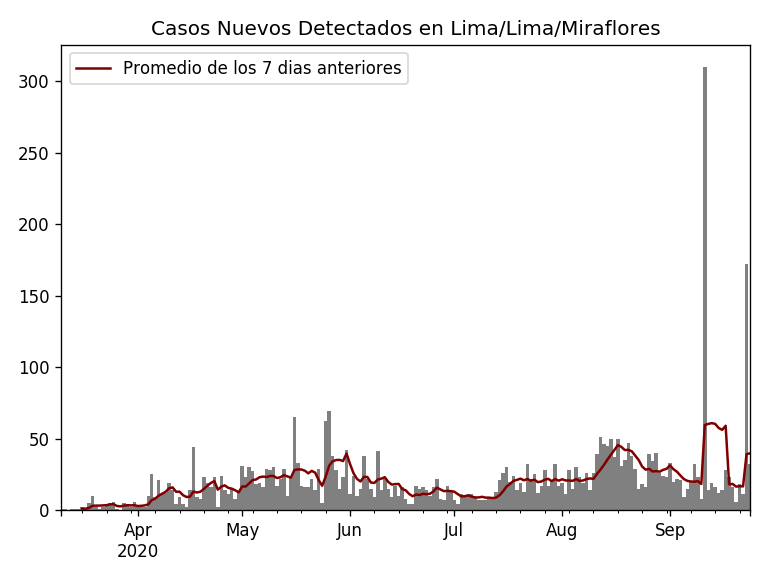 Casos Nuevos Detectados en Lima/Lima/Miraflores
Promedio de los 7 dias anteriores
300
250
200
150
100
50
0
Apr May Jun Jul Aug Sep
2020